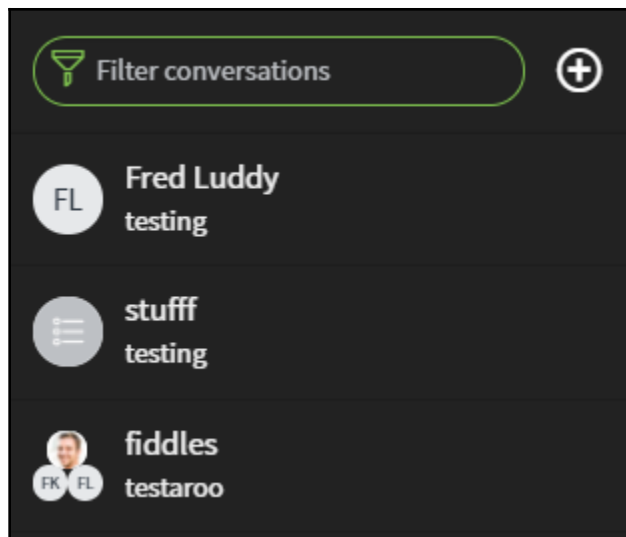 Filter conversations
FL
Fred Luddy
testing
stufff
testing
fiddles
FK FL
testaroo